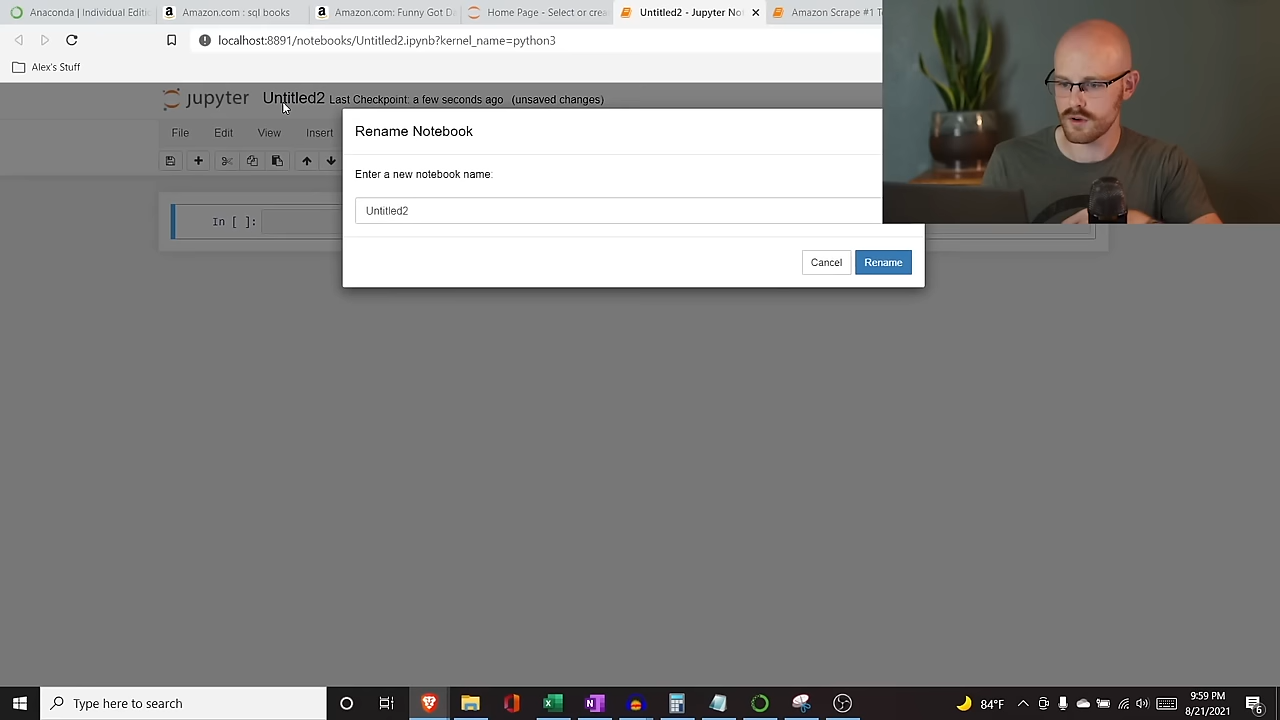 Anaconda | Individual Editi
Amazon.com : sql books
Amazon.com: Funny Got D
Home Page - Select or crea
Untitled2 - Jupyter No
Amazon Scrape #1 T
localhost:8891/notebooks/Untitled2.ipynb?kernel_name=python3
Alex's Stuff
jupyter Untitled2 Last Checkpoint: a few seconds ago (unsaved changes)
File Edit View Insert
Rename Notebook
Enter a new notebook name:
In [ ]: Untitled2
Cancel Rename
Type here to search
84°F
9:59 PM
8/21/2021
6